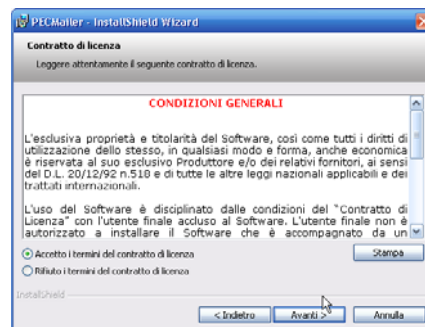 PECMailer - InstallShield Wizard
Contratto di licenza
Leggere attentamente il seguente contratto di licenza.
CONDIZIONI GENERALI
L'esclusiva proprietà e titolarità del Software, così come tutti i diritti di
utilizzazione dello stesso, in qualsiasi modo e forma, anche economica
è riservata al suo esclusivo Produttore e/o dei relativi fornitori, ai sensi
del D.L. 20/12/92 n.518 e di tutte le altre leggi nazionali applicabili e dei
trattati internazionali.
L'uso del Software è disciplinato dalle condizioni del "Contratto di
Licenza" con l'utente finale accluso al Software. L'utente finale non è
autorizzato a installare il Software che è accompagnato da un
Accetto i termini del contratto di licenza
Stampa
Rifiuto i termini del contratto di licenza
InstallShield
< Indietro
Avanti >
Annulla